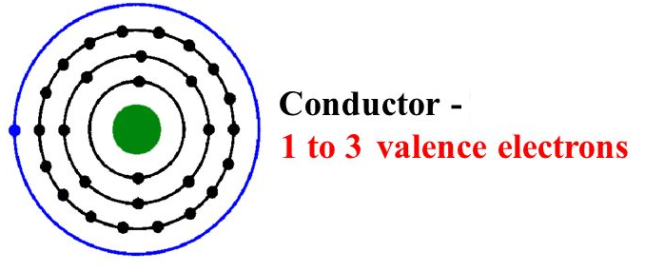 Conductor -
1 to 3 valence electrons